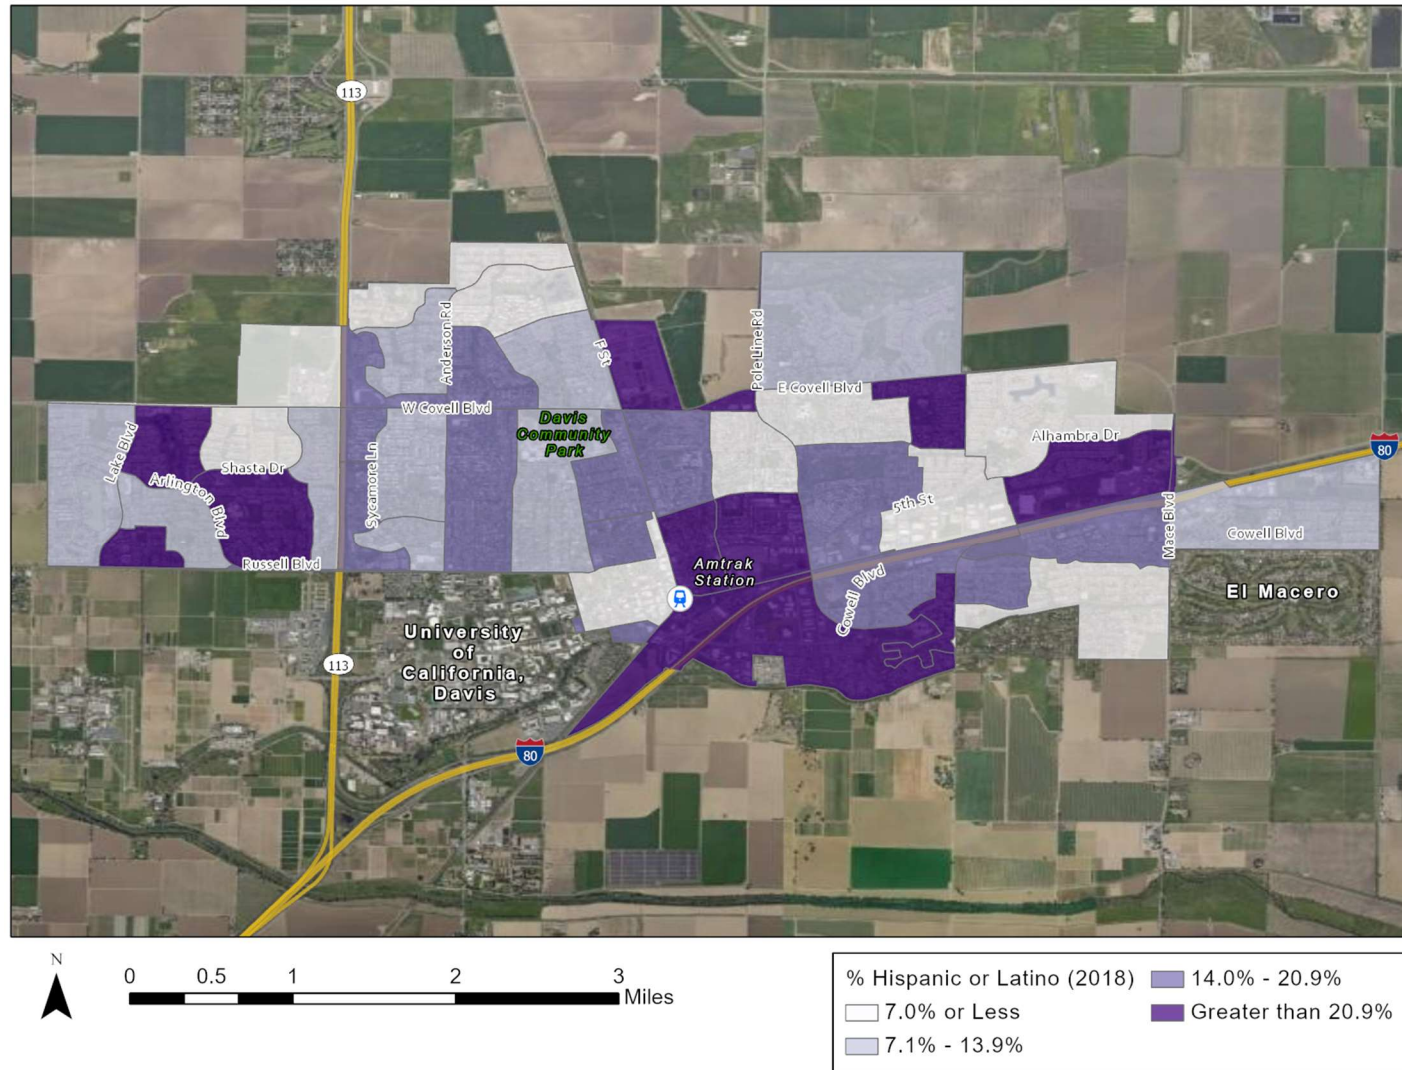 113
Pole Line Rd
Anderson Rd
F St
E Covell Blvd
W Covell Blvd
Davis
Community
Park
Lake Blvd
Alhambra Dr
80
Shasta Dr
Sycamore Ln
Arlington Blvd
5th St
Mace Blvd
Cowell Blvd
Russell Blvd
Amtrak
Station
Cowell Blvd
El Macero
University
of
California,
Davis
113
80
N
0 0.5 1 2 3
Miles
% Hispanic or Latino (2018)
7.0% or Less
7.1% - 13.9%
14.0% - 20.9%
Greater than 20.9%